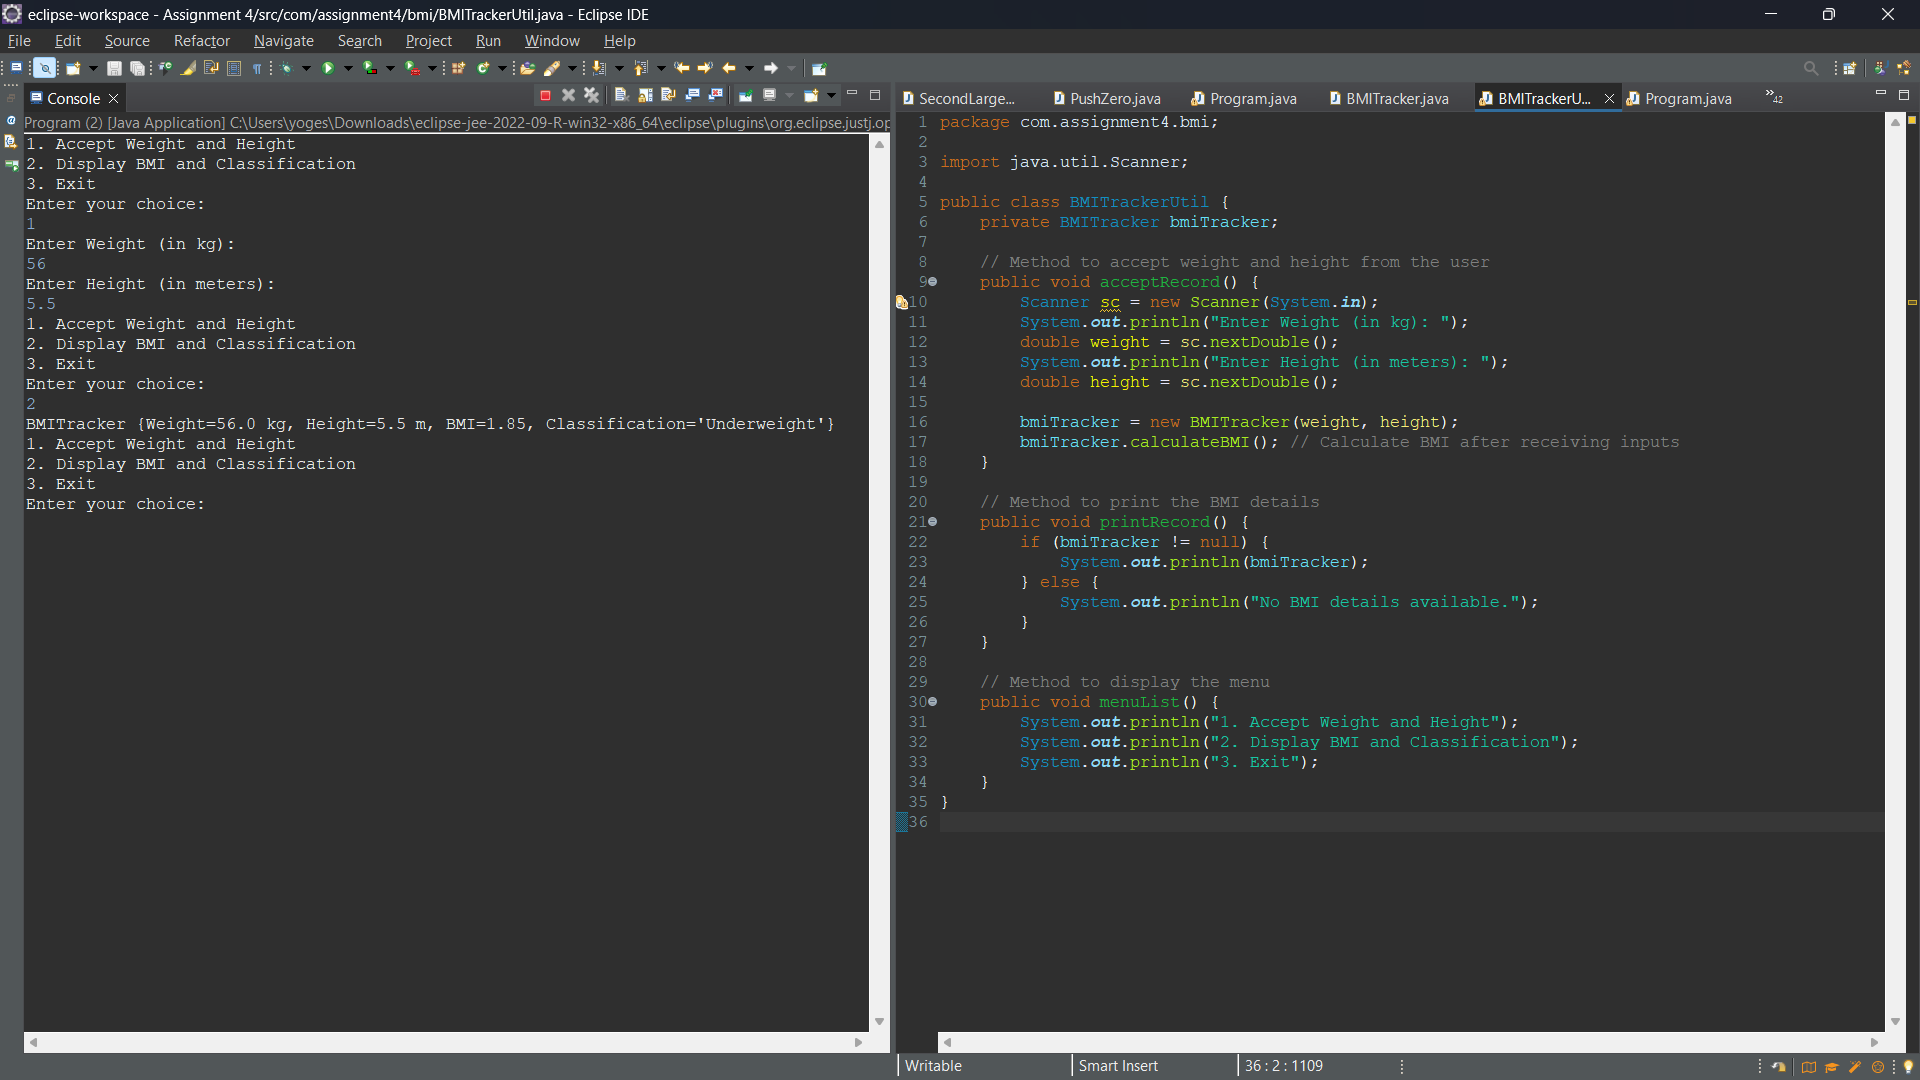 eclipse-workspace - Assignment 4/src/com/assignment4/bmi/BMITrackerUtil.java - Eclipse IDE
File Edit Source Refactor Navigate Search Project Run Window Help
Console
Program (2) [Java Application] C:\Users\yoges\Downloads\eclipse-jee-2022-09-R-win32-x86_64\eclipse\plugins\org.eclipse.justj.op
1. Accept Weight and Height
2. Display BMI and Classification
3. Exit
Enter your choice:
1
Enter Weight (in kg):
56
Enter Height (in meters):
5.5
1. Accept Weight and Height
2. Display BMI and Classification
3. Exit
Enter your choice:
2
BMITracker {Weight=56.0 kg, Height=5.5 m, BMI=1.85, Classification='Underweight'}
1. Accept Weight and Height
2. Display BMI and Classification
3. Exit
Enter your choice:
SecondLarge... PushZero.java Program.java BMITracker.java BMITrackerU... Program.java »42
1 package com.assignment4.bmi;
2
3 import java.util.Scanner;
4
5 public class BMITrackerUtil {
6 private BMITracker bmiTracker;
7
8 // Method to accept weight and height from the user
9 public void acceptRecord() {
10 Scanner sc = new Scanner(System.in);
11 System.out.println("Enter Weight (in kg): ");
12 double weight = sc.nextDouble();
13 System.out.println("Enter Height (in meters): ");
14 double height = sc.nextDouble();
15
16 bmiTracker = new BMITracker(weight, height);
17 bmiTracker.calculateBMI(); // Calculate BMI after receiving inputs
18 }
19
20 // Method to print the BMI details
21 public void printRecord() {
22 if (bmiTracker != null) {
23 System.out.println(bmiTracker);
24 } else {
25 System.out.println("No BMI details available.");
26 }
27 }
28
29 // Method to display the menu
30 public void menuList() {
31 System.out.println("1. Accept Weight and Height");
32 System.out.println("2. Display BMI and Classification");
33 System.out.println("3. Exit");
34 }
35 }
36
Writable Smart Insert 36 : 2 : 1109